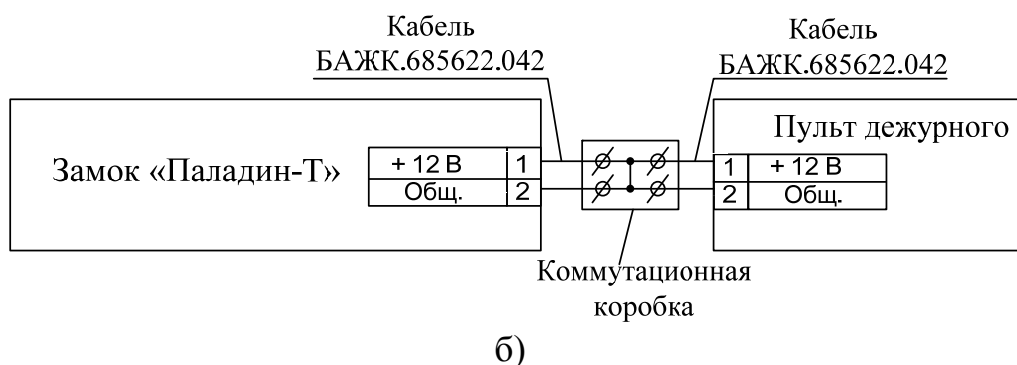 Кабель
БАЖК.685622.042
Кабель
БАЖК.685622.042
Замок «Паладин-Т»
+ 12 В 1
Общ. 2
Пульт дежурного
1 + 12 В
2 Общ.
Коммутационная
коробка
б)